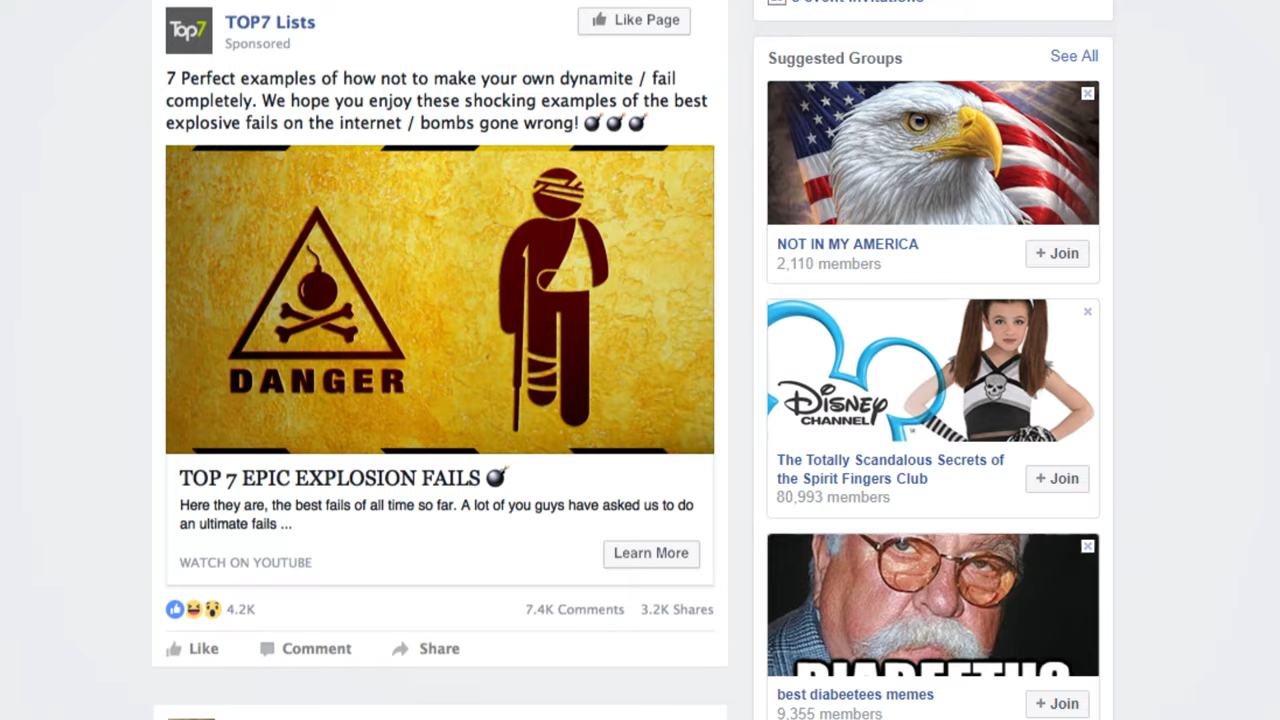 Top7
TOP7 Lists
Sponsored
Like Page
7 Perfect examples of how not to make your own dynamite / fail
completely. We hope you enjoy these shocking examples of the best
explosive fails on the internet / bombs gone wrong! 💣 💣 💣
DANGER
TOP 7 EPIC EXPLOSION FAILS 💣
Here they are, the best fails of all time so far. A lot of you guys have asked us to do
an ultimate fails ...
WATCH ON YOUTUBE
Learn More
4.2K
7.4K Comments
3.2K Shares
Like
Comment
Share
event invitations
Suggested Groups
See All
NOT IN MY AMERICA
2,110 members
+ Join
DISNEY
CHANNEL
The Totally Scandalous Secrets of
the Spirit Fingers Club
80,993 members
+ Join
best diabeetees memes
9,355 members
+ Join